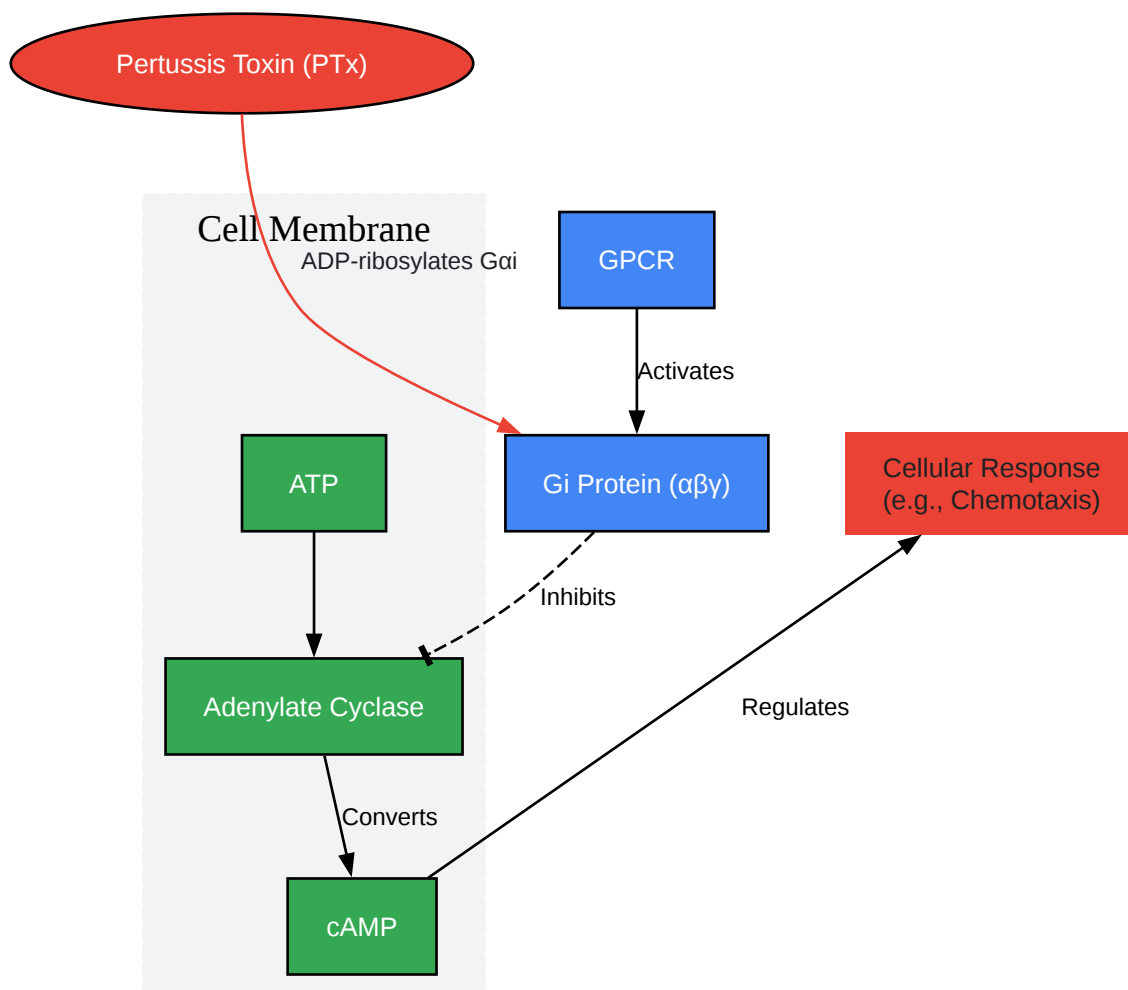 Pertussis Toxin (PTx)
Cell Membrane
ADP-ribosylates Gαi
GPCR
Activates
ATP
Gi Protein (αβγ)
Cellular Response
(e.g., Chemotaxis)
Inhibits
Adenylate Cyclase
Regulates
Converts
cAMP